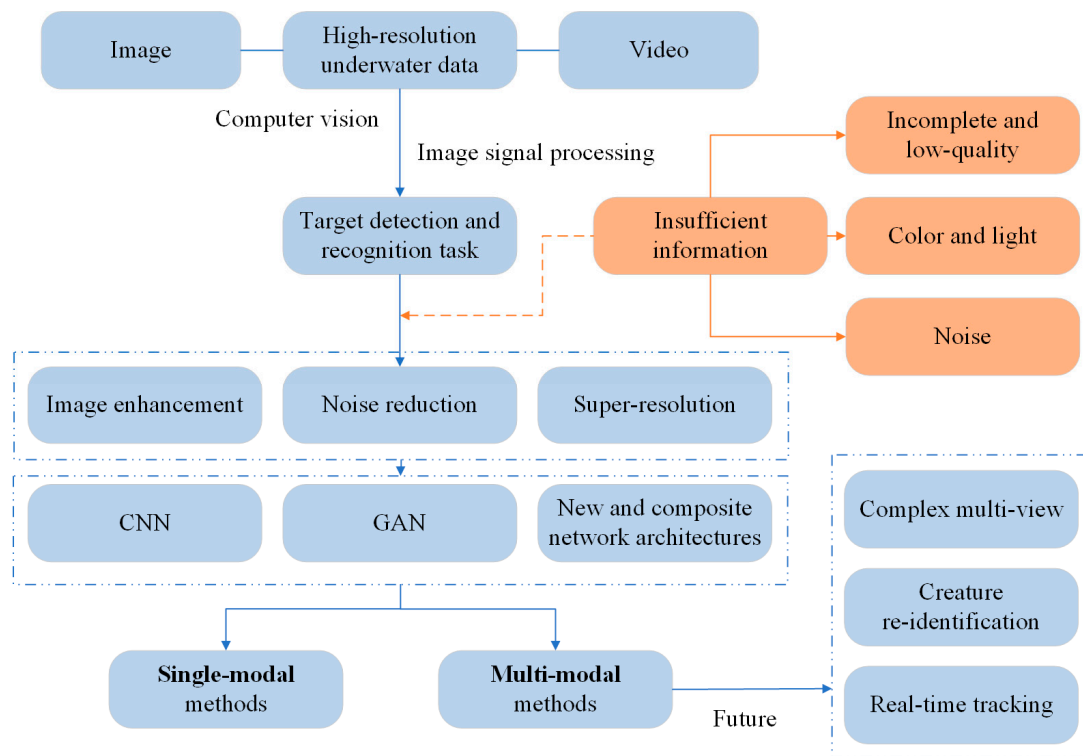 Image
High-resolution
underwater data
Video
Computer vision
Image signal processing
Incomplete and
low-quality
Target detection and
recognition task
Insufficient
information
Color and light
Noise
Image enhancement
Noise reduction
Super-resolution
CNN
GAN
New and composite
network architectures
Complex multi-view
Creature
re-identification
Single-modal
methods
Multi-modal
methods
Future
Real-time tracking